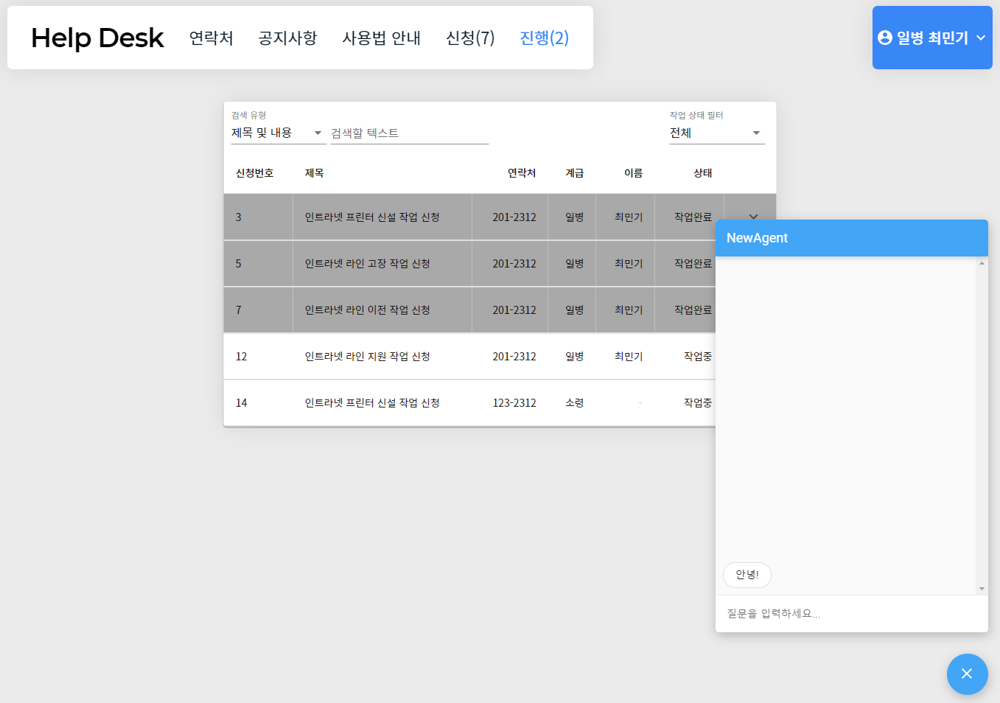 Help Desk 연락처 공지사항 사용법 안내 신청(7) 진행(2) 일병 최민기
검색 유형 작업 상태 필터
제목 및 내용 검색할 텍스트 전체
신청번호 제목 연락처 계급 이름 상태
3 인트라넷 프린터 신설 작업 신청 201-2312 일병 최민기 작업완료
5 인트라넷 라인 고장 작업 신청 201-2312 일병 최민기 작업완료
7 인트라넷 라인 이전 작업 신청 201-2312 일병 최민기 작업완료
12 인트라넷 라인 지원 작업 신청 201-2312 일병 최민기 작업중
14 인트라넷 프린터 신설 작업 신청 123-2312 소령 작업중
NewAgent
안녕!
질문을 입력하세요...